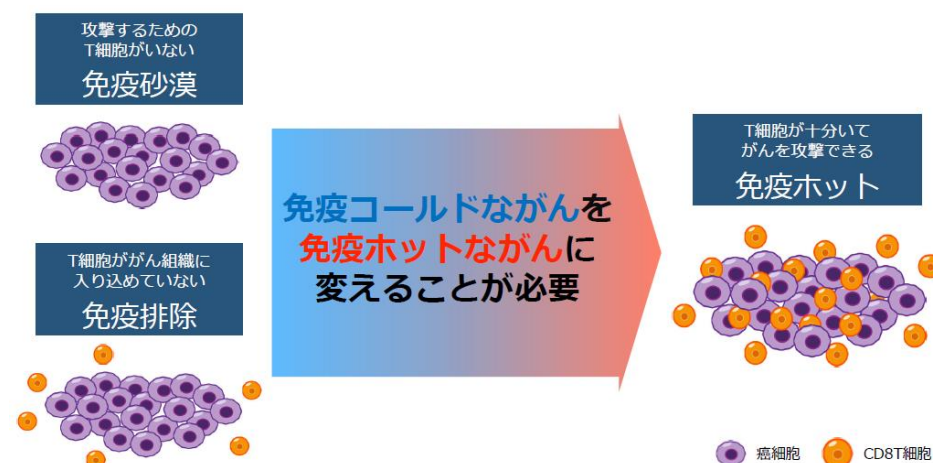 攻撃するための
T細胞がいない
免疫砂漠
T細胞ががん組織に
入り込めていない
免疫排除
免疫コールドながんを
免疫ホットながんに
変えることが必要
T細胞が十分いて
がんを攻撃できる
免疫ホット
癌細胞
CD8T細胞